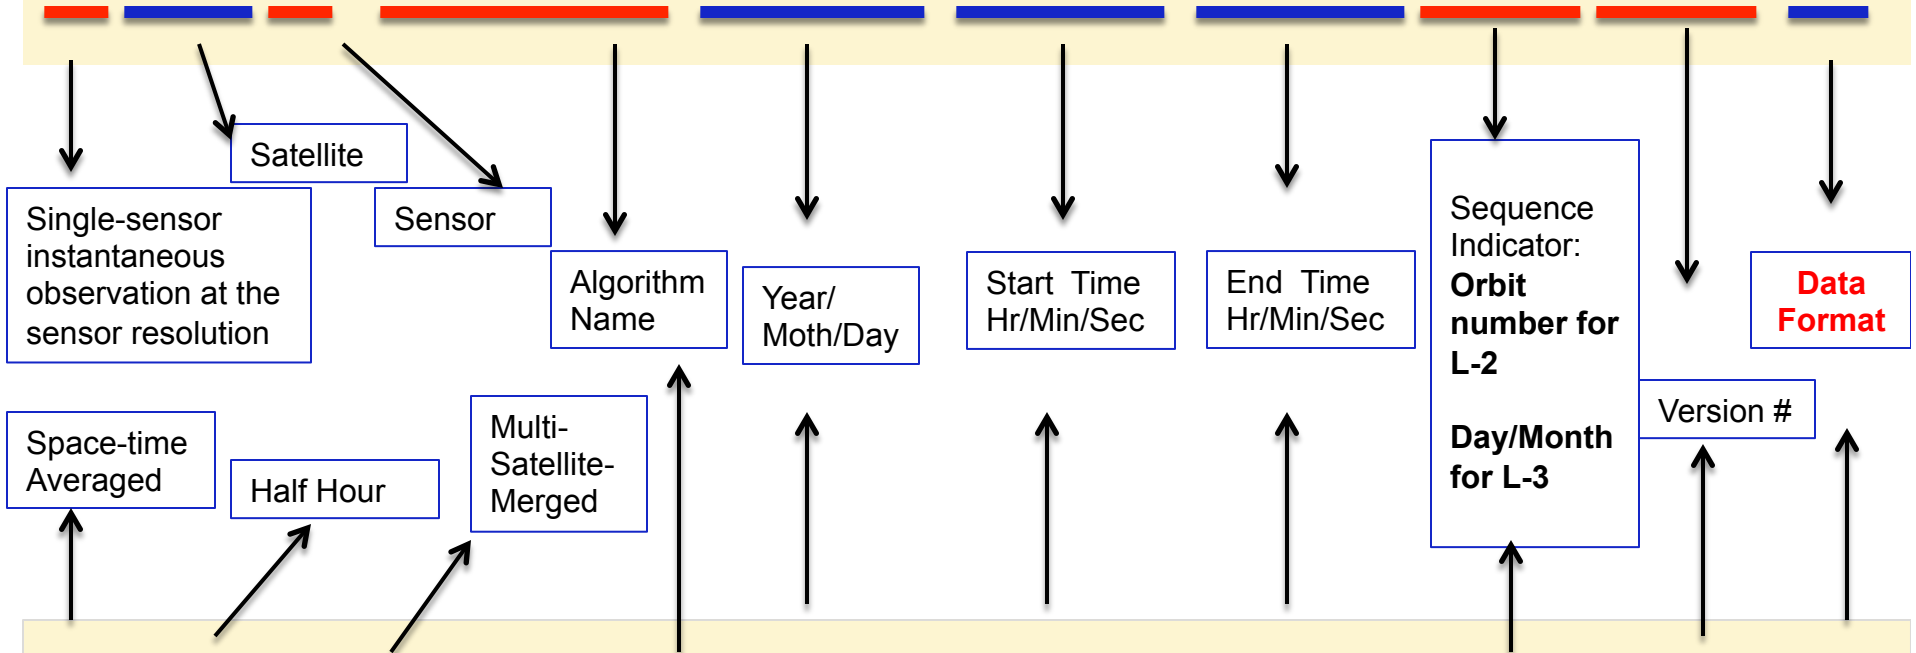 Satellite
Single-sensor
instantaneous
observation at the
sensor resolution
Sensor
Algorithm
Name
Year/
Moth/Day
Start Time
Hr/Min/Sec
End Time
Hr/Min/Sec
Sequence
Indicator:
Orbit
number for
L-2
Day/Month
for L-3
Data
Format
Version #
Space-time
Averaged
Half Hour
Multi-
Satellite-
Merged